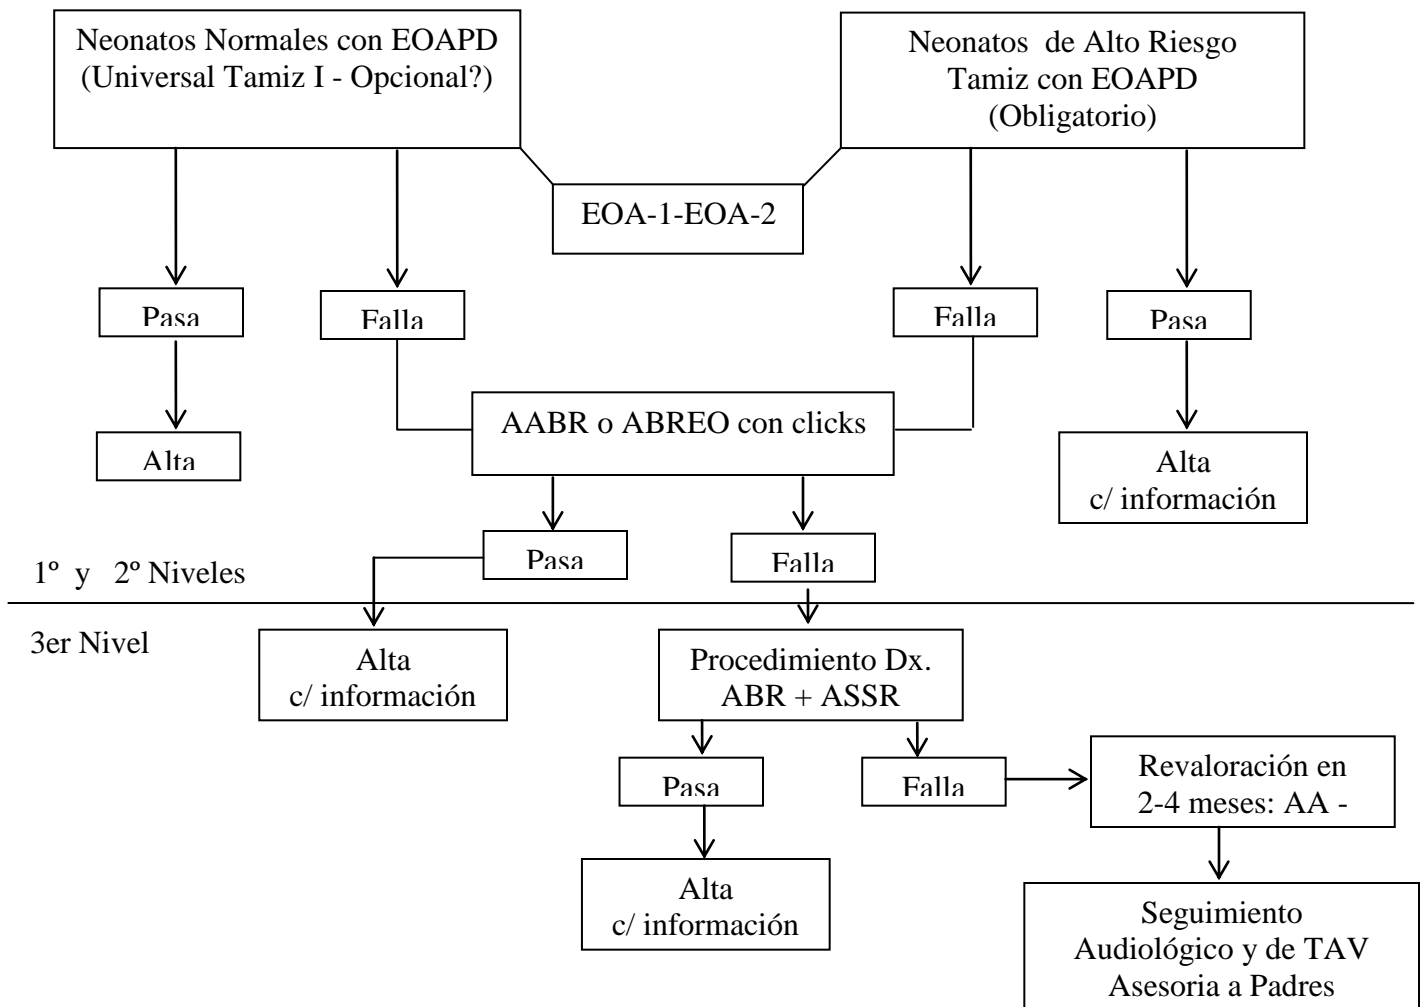 Neonatos Normales con EOAPD
(Universal Tamiz I - Opcional?)
Neonatos de Alto Riesgo
Tamiz con EOAPD
(Obligatorio)
EOA-1-EOA-2
Pasa
Falla
Falla
Pasa
AABR o ABREO con clicks
Alta
Alta
c/ información
Pasa
Falla
1º y 2º Niveles
3er Nivel
Alta
c/ información
Procedimiento Dx.
ABR + ASSR
Pasa
Falla
Revaloración en
2-4 meses: AA -
Alta
c/ información
Seguimiento
Audiológico y de TAV
Asesoria a Padres